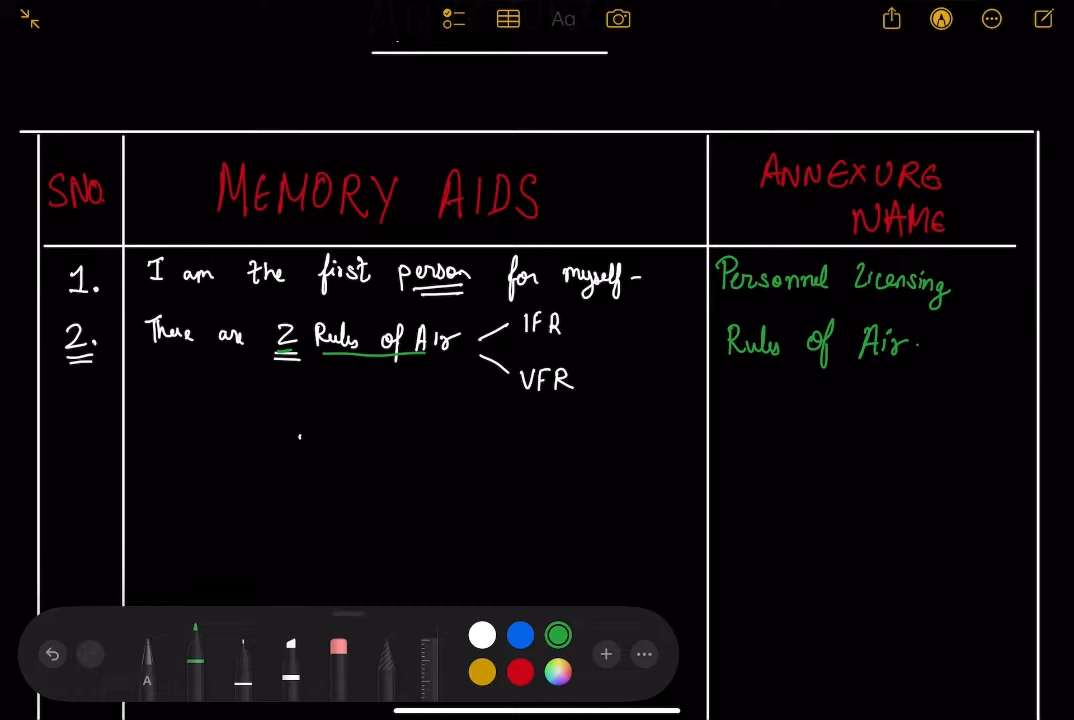 Aa
SNo.
MEMORY AIDS
ANNEXURE
NAME
1. I am the first person for myself - Personnel Licensing
2. There are 2 Rules of Air
IFR
VFR
Rules of Air.
A